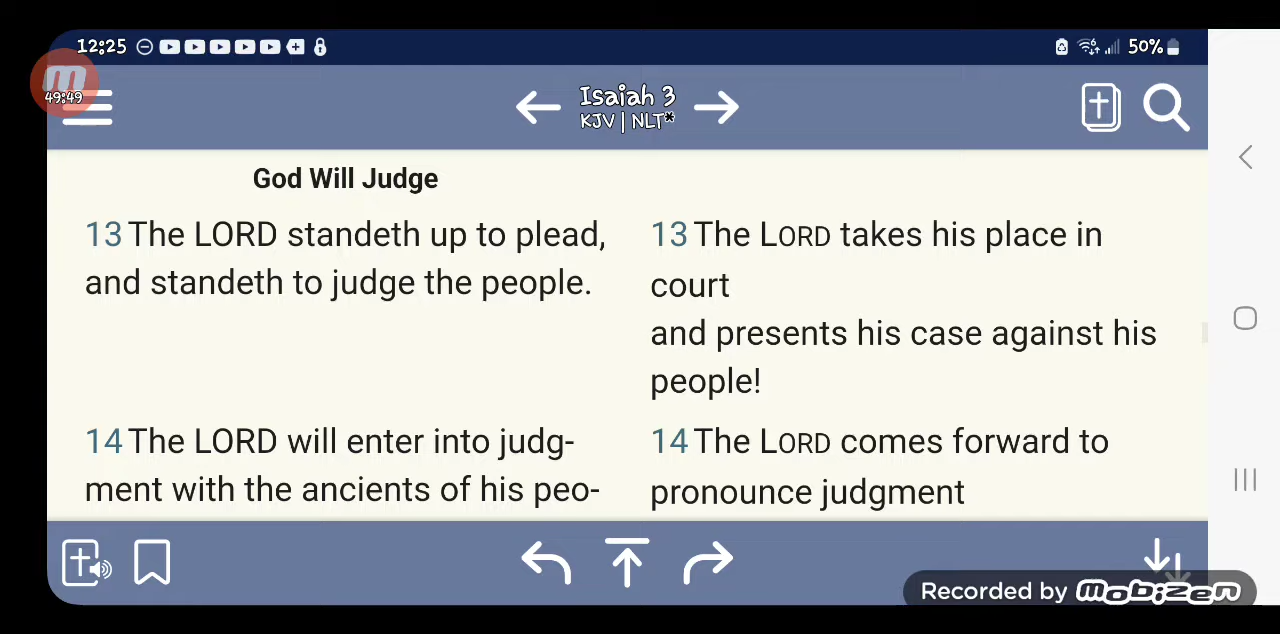 12:25
50%
49:49
Isaiah 3
KJV | NLT*
God Will Judge
13 The LORD standeth up to plead,
and standeth to judge the people.
14 The LORD will enter into judg-
ment with the ancients of his peo-
13 The LORD takes his place in
court
and presents his case against his
people!
14 The LORD comes forward to
pronounce judgment
Recorded by mobizen